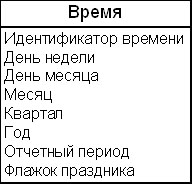 Время
Идентификатор времени
День недели
День месяца
Месяц
Квартал
Год
Отчетный период
Флажок праздника